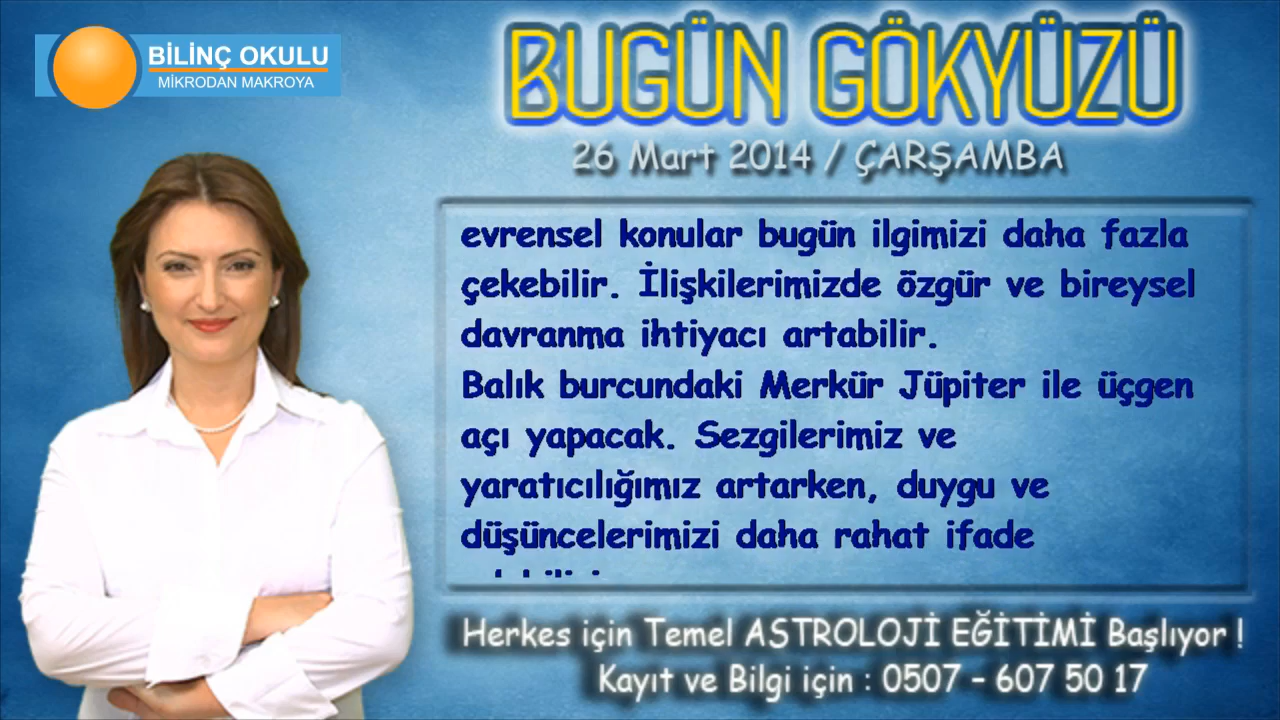 BİLİNÇ OKULU
MİKRODAN MAKROYA
BUGÜN GÖKYÜZÜ
26 Mart 2014 / ÇARŞAMBA
evrensel konular bugün ilgimizi daha fazla
çekebilir. İlişkilerimizde özgür ve bireysel
davranma ihtiyacı artabilir.
Balık burcundaki Merkür Jüpiter ile üçgen
açı yapacak. Sezgilerimiz ve
yaratıcılığımız artarken, duygu ve
düşüncelerimizi daha rahat ifade
Herkes için Temel ASTROLOJİ EĞİTİMİ Başlıyor !
Kayıt ve Bilgi için : 0507 - 607 50 17